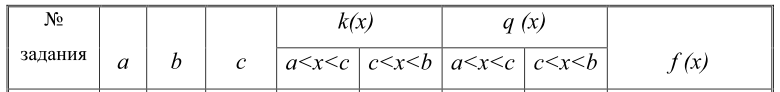 № задания a b c k(x) q (x) f (x)
a<x<c c<x<b a<x<c c<x<b